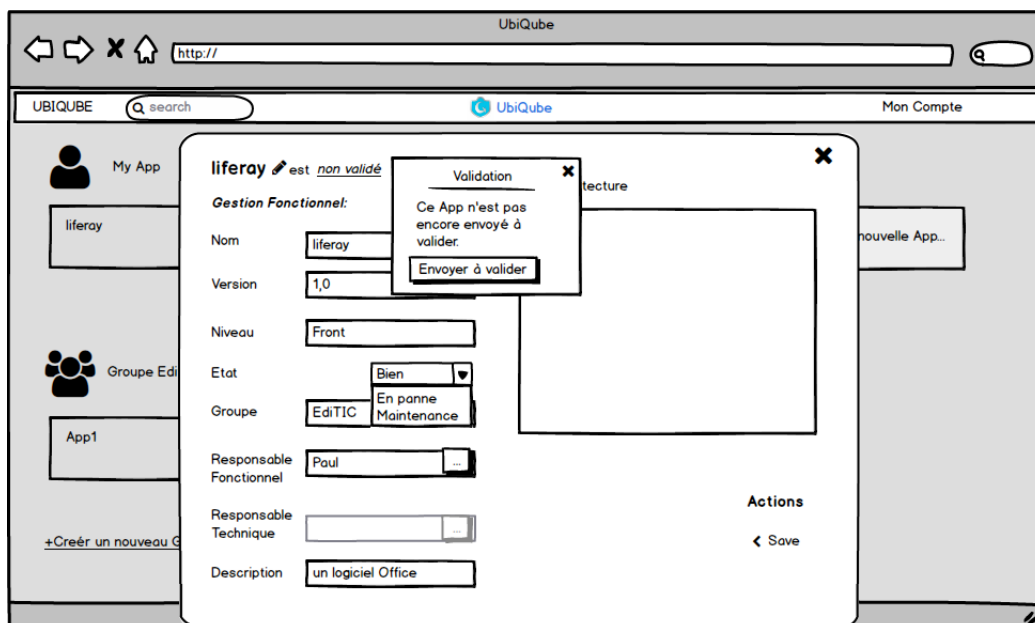 UbiQube
http://
UBIQUBE
search
UbiQube
Mon Compte
My App
liferay
nouvelle App...
Groupe Edi
App1
+Creér un nouveau G
liferay est non validé
Gestion Fonctionnel:
Nom
liferay
Version
1,0
Niveau
Front
Etat
Bien
En panne
Maintenance
Groupe
EdiTIC
Responsable
Fonctionnel
Paul
...
Responsable
Technique
...
Description
un logiciel Office
Validation
Ce App n'est pas
encore envoyé à
valider.
Envoyer à valider
tecture
Actions
Save